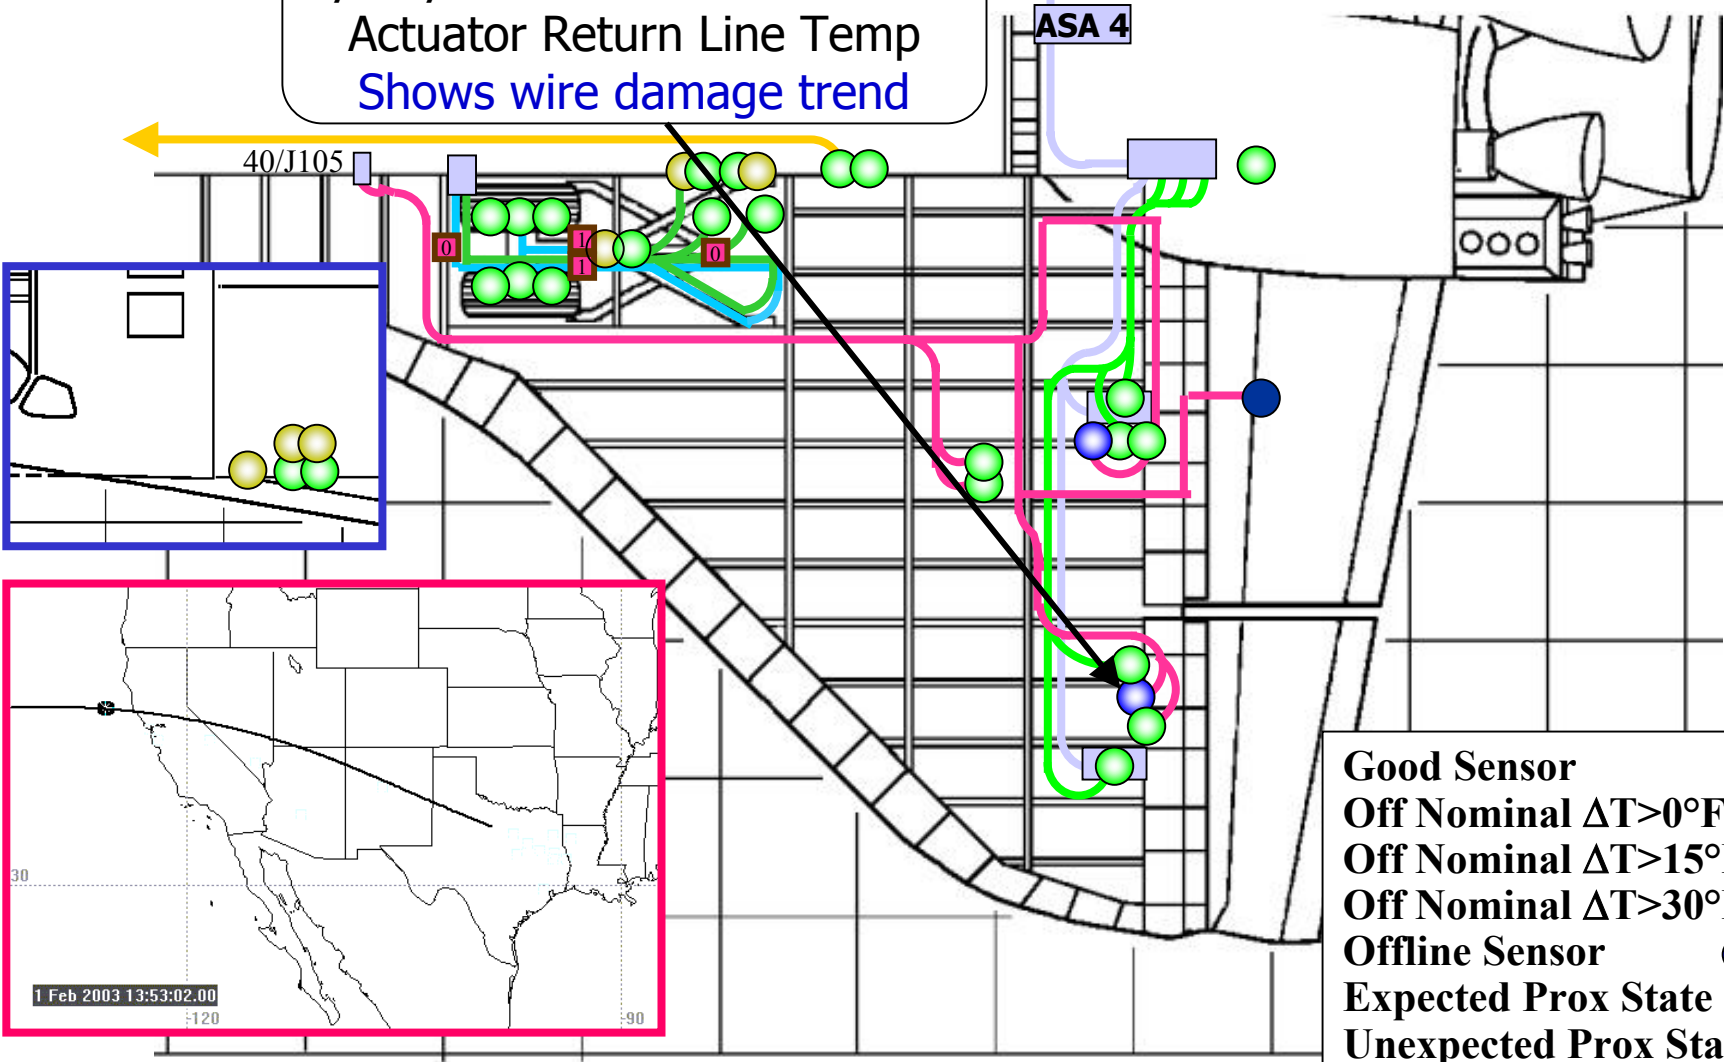 Actuator Return Line Temp
Shows wire damage trend
ASA 4
40/J105
0
1
1
0
30
1 Feb 2003 13:53:02.00
-120
-90
Good Sensor
Off Nominal ΔT>0°F
Off Nominal ΔT>15°
Off Nominal ΔT>30°
Offline Sensor
Expected Prox State
Unexpected Prox Sta